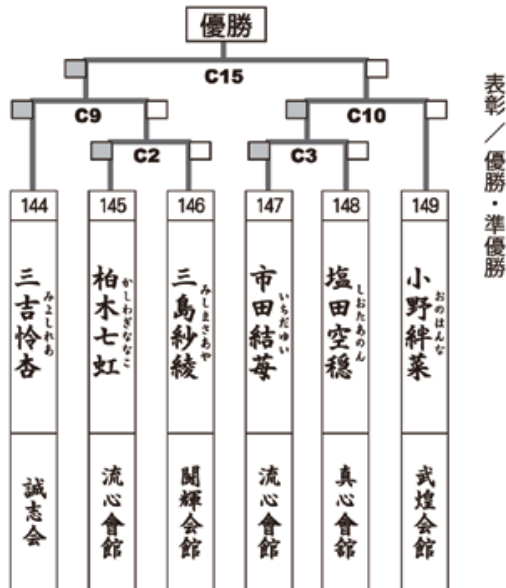 優勝
C15
C9
C10
C2
C3
表彰／優勝・準優勝
144
145
146
147
148
149
三吉怜杏
みよしれあ
柏木七虹
かしわぎななこ
三島紗綾
みしまさあや
市田結苺
いちだゆい
塩田空穏
しおたあのん
小野絆菜
おのはんな
誠志会
流心會館
闘輝会館
流心會館
真心會舘
武煌会館